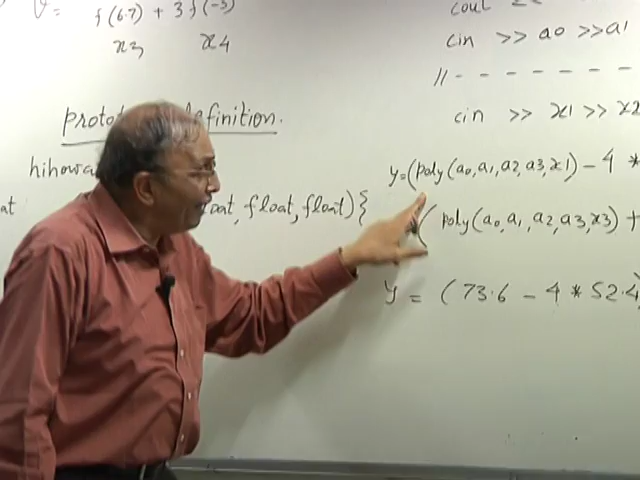 V = f(6.7) + 3 f(-3)
x3 x4
definition.
hihowa
at float, float, float) {
cout <<
cin >> a0 >> a1
// - - - - - -
cin >> x1 >> x2
y=(poly(a0,a1,a2,a3,x1) - 4 *
( poly(a0,a1,a2,a3,x3) +
y = (73.6 - 4 * 52.4)